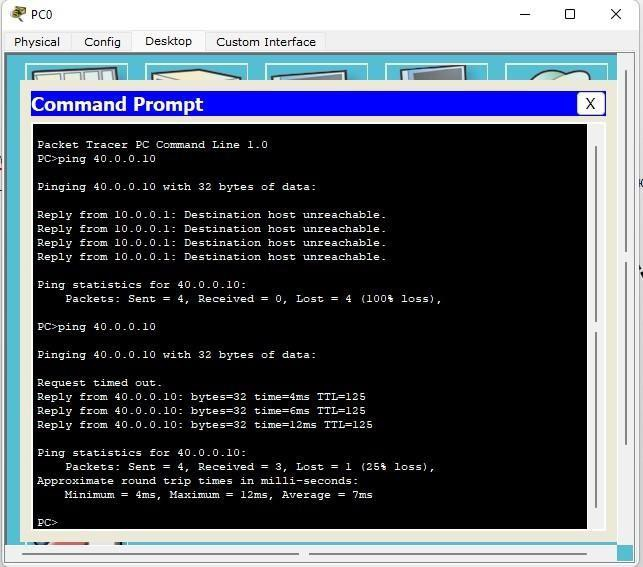 PC0
Physical Config Desktop Custom Interface
Command Prompt
X
Packet Tracer PC Command Line 1.0
PC>ping 40.0.0.10
Pinging 40.0.0.10 with 32 bytes of data:
Reply from 10.0.0.1: Destination host unreachable.
Reply from 10.0.0.1: Destination host unreachable.
Reply from 10.0.0.1: Destination host unreachable.
Reply from 10.0.0.1: Destination host unreachable.
Ping statistics for 40.0.0.10:
Packets: Sent = 4, Received = 0, Lost = 4 (100% loss),
PC>ping 40.0.0.10
Pinging 40.0.0.10 with 32 bytes of data:
Request timed out.
Reply from 40.0.0.10: bytes=32 time=4ms TTL=125
Reply from 40.0.0.10: bytes=32 time=6ms TTL=125
Reply from 40.0.0.10: bytes=32 time=12ms TTL=125
Ping statistics for 40.0.0.10:
Packets: Sent = 4, Received = 3, Lost = 1 (25% loss),
Approximate round trip times in milli-seconds:
Minimum = 4ms, Maximum = 12ms, Average = 7ms
PC>